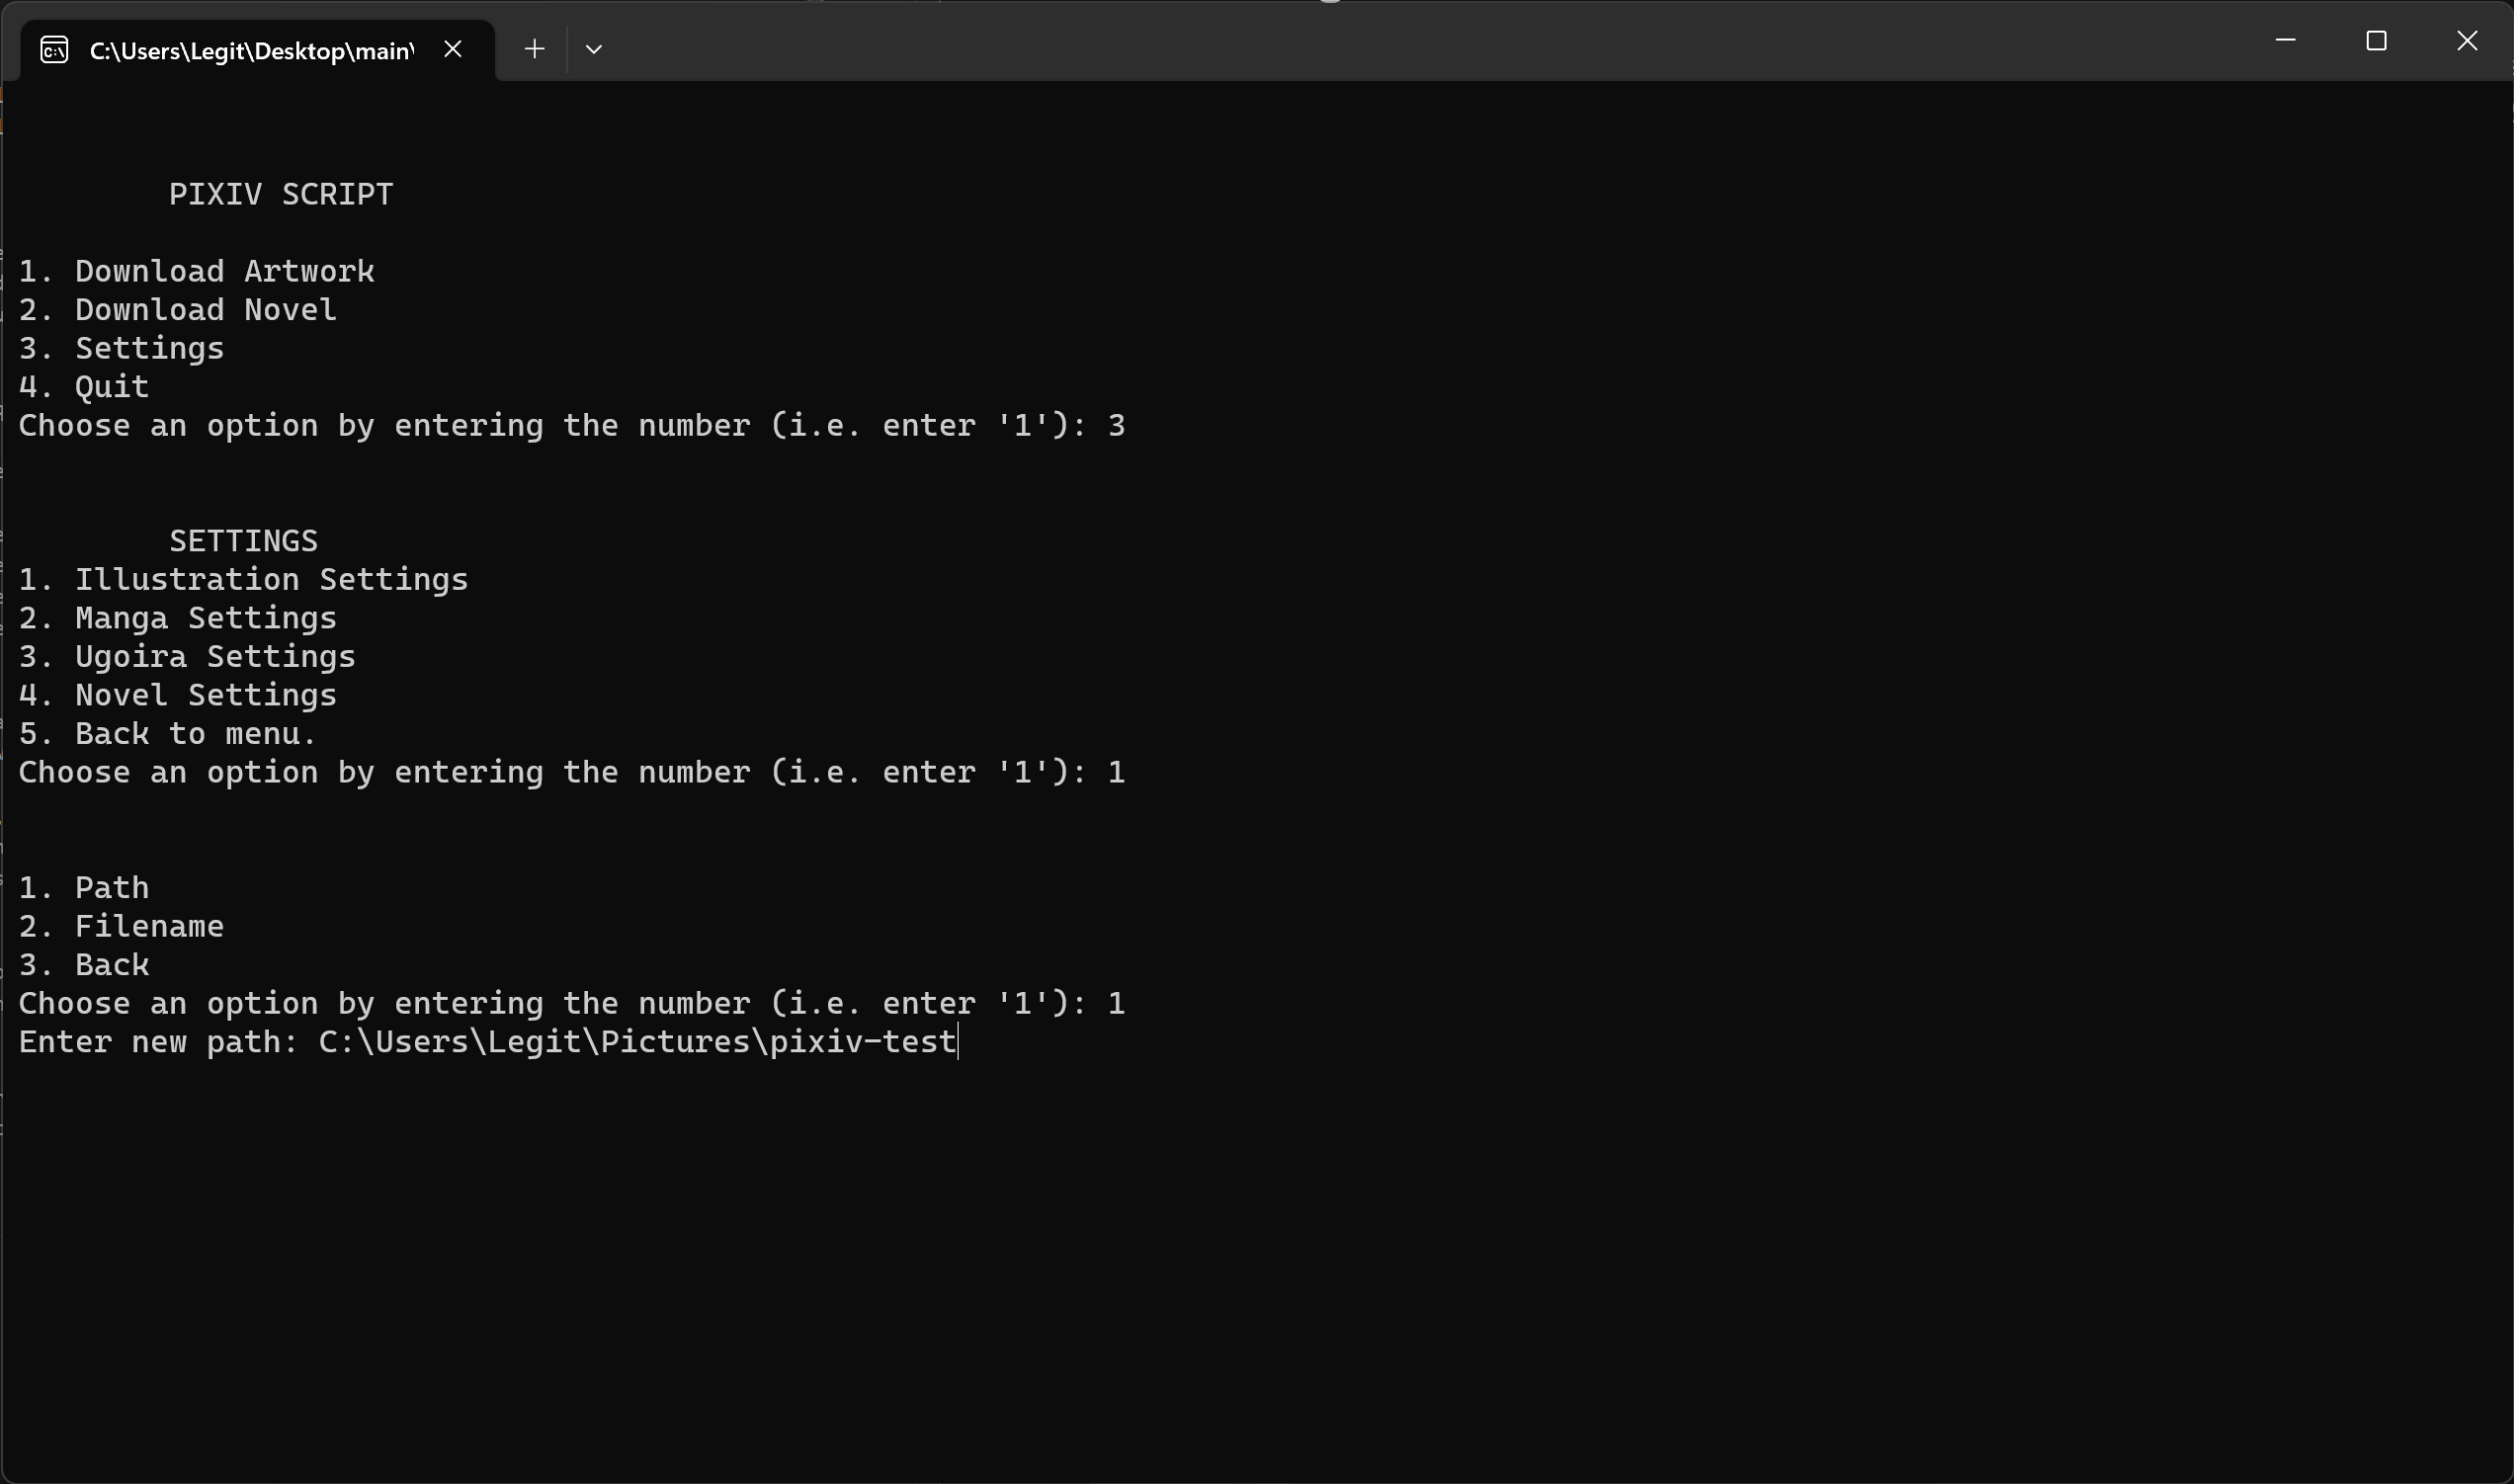 C:\Users\Legit\Desktop\main\
PIXIV SCRIPT
1. Download Artwork
2. Download Novel
3. Settings
4. Quit
Choose an option by entering the number (i.e. enter '1'): 3
SETTINGS
1. Illustration Settings
2. Manga Settings
3. Ugoira Settings
4. Novel Settings
5. Back to menu.
Choose an option by entering the number (i.e. enter '1'): 1
1. Path
2. Filename
3. Back
Choose an option by entering the number (i.e. enter '1'): 1
Enter new path: C:\Users\Legit\Pictures\pixiv-test